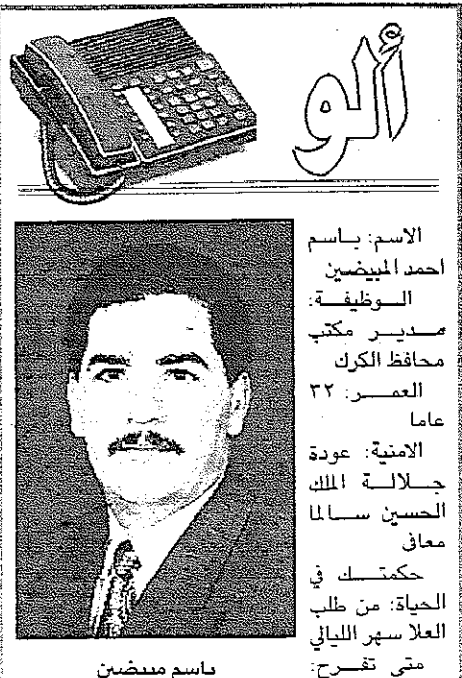 ألو
الاسم: باسم
احمد المبيضين
الوظيفة:
مدير مكتب
محافظ الكرك
العمر: ٣٢
عاما
الامنية: عودة
جلالة الملك
الحسين سالما
معافى
حكمتك في
الحياة: من طلب
العلا سهر الليالي
متى تفرح:
باسم مبيضين